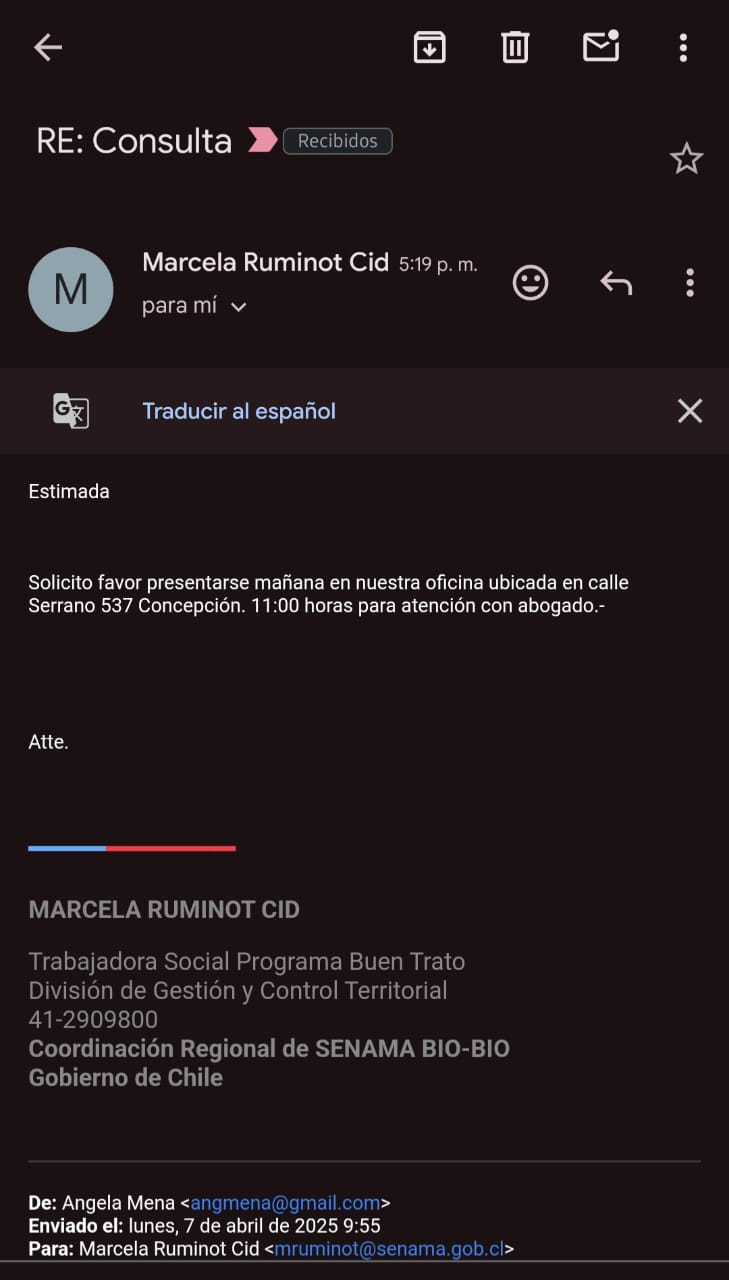 RE: Consulta Recibidos
M
Marcela Ruminot Cid 5:19 p. m.
para mí
G文
Traducir al español
Estimada
Solicito favor presentarse mañana en nuestra oficina ubicada en calle
Serrano 537 Concepción. 11:00 horas para atención con abogado.-
Atte.
MARCELA RUMINOT CID
Trabajadora Social Programa Buen Trato
División de Gestión y Control Territorial
41-2909800
Coordinación Regional de SENAMA BIO-BIO
Gobierno de Chile
De: Angela Mena <angmena@gmail.com>
Enviado el: lunes, 7 de abril de 2025 9:55
Para: Marcela Ruminot Cid <mruminot@senama.gob.cl>